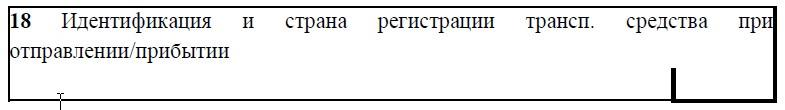 18 Идентификация и страна регистрации трансп. средства при
отправлении/прибытии